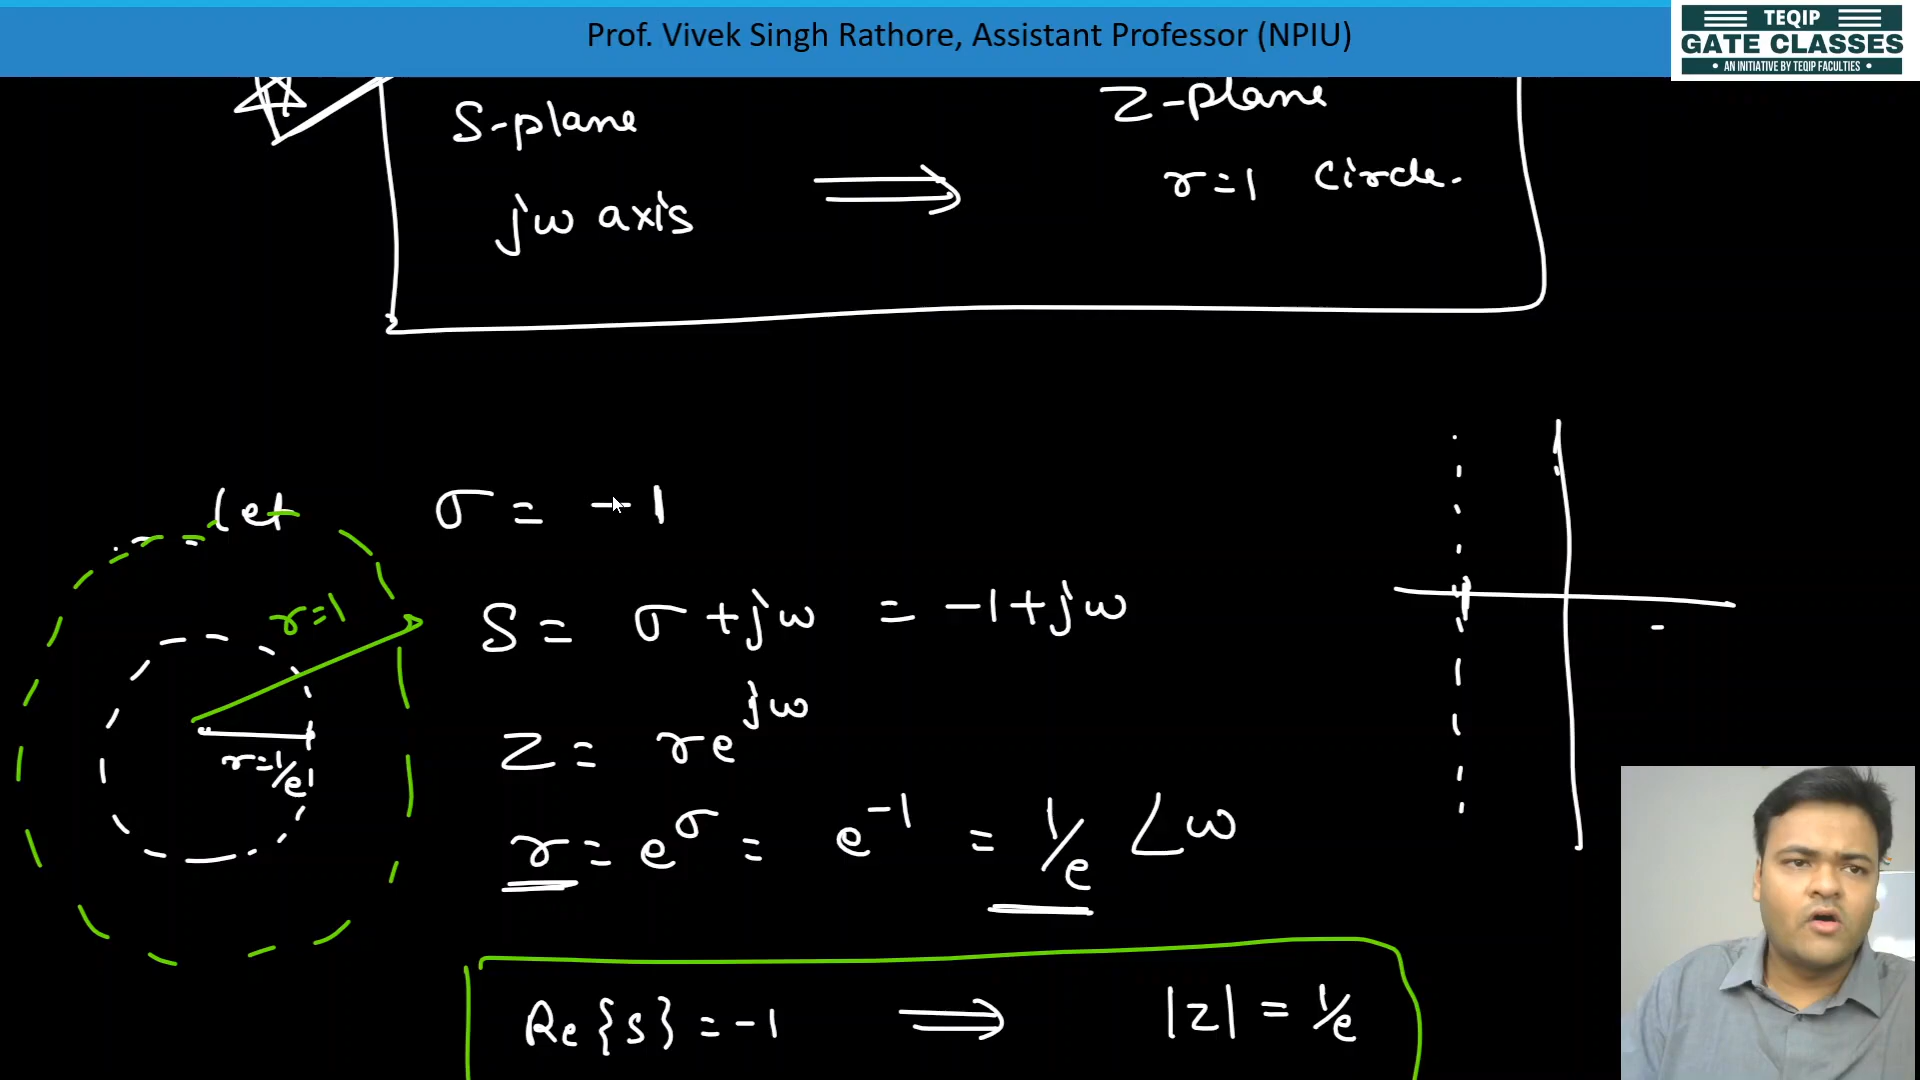 Prof. Vivek Singh Rathore, Assistant Professor (NPIU)
TEQIP
GATE CLASSES
• AN INITIATIVE BY TEQIP FACULTIES •
S-plane
Z-plane
jω axis ⟹ r=1 Circle.
let σ = -1
S = σ + jω = -1 + jω
r=1
Z = re^jω
r=1/e
r = e^σ = e^-1 = 1/e ∠ω
Re{s} = -1 ⟹ |z| = 1/e